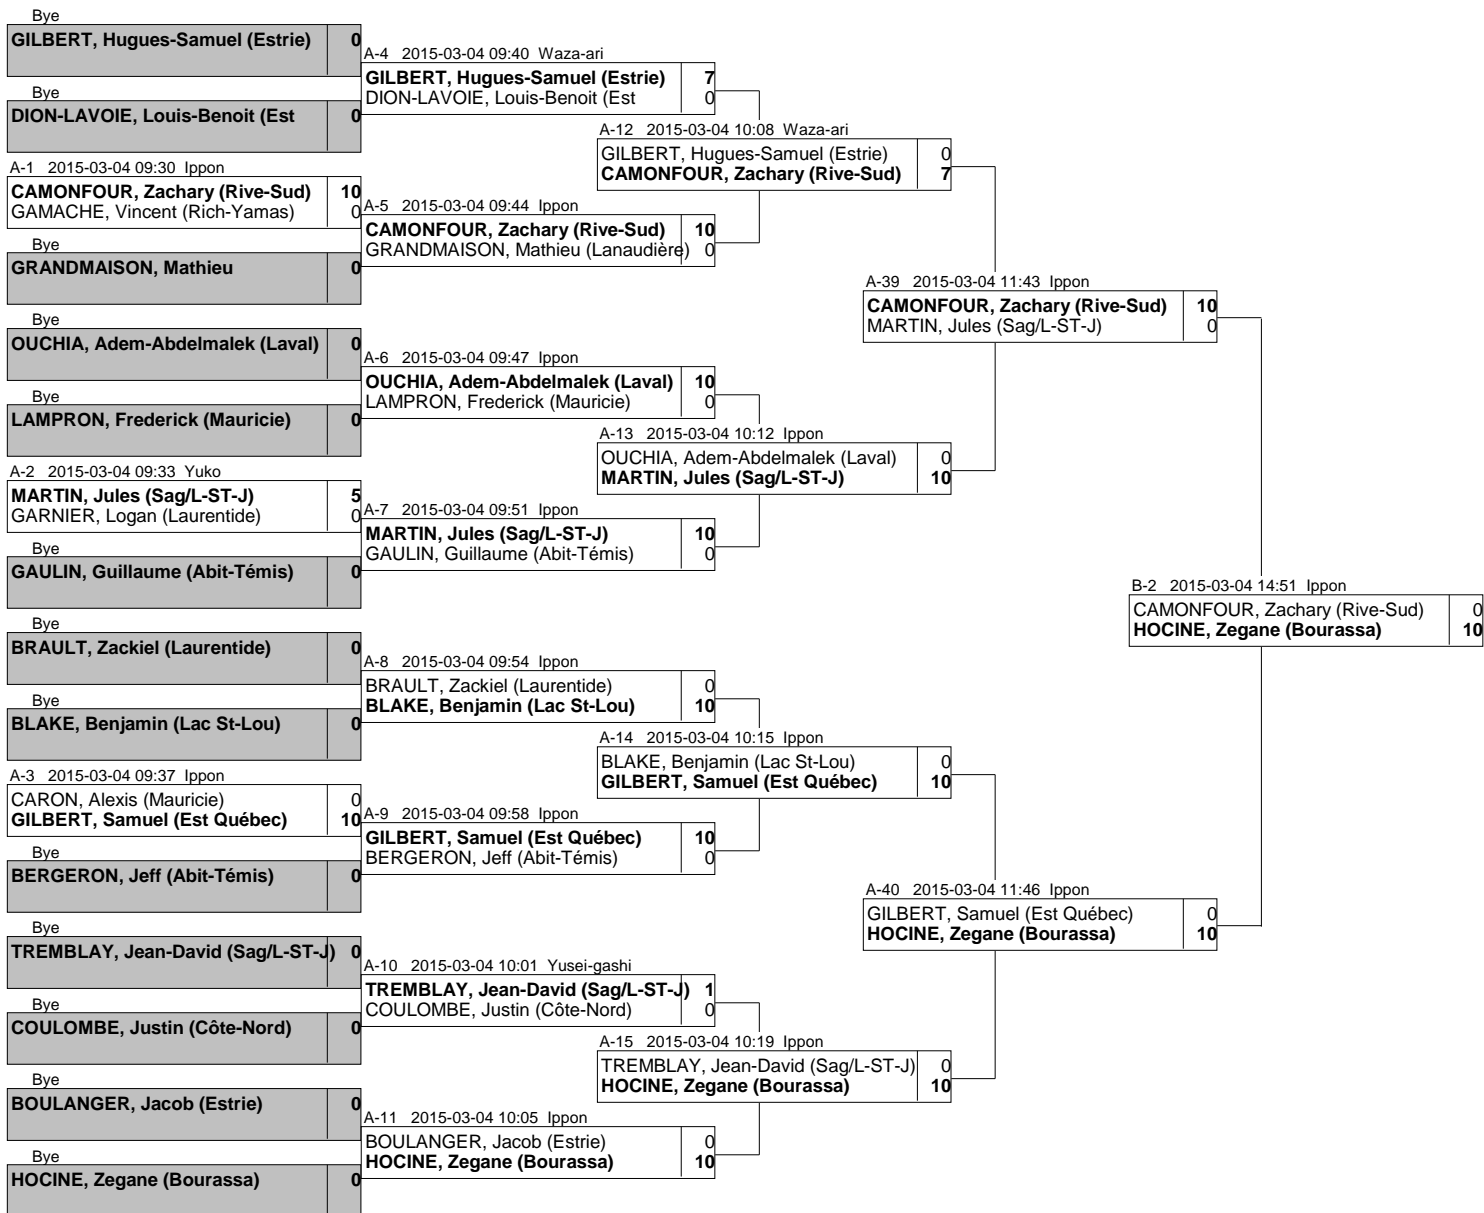 Bye
GILBERT, Hugues-Samuel (Estrie) 0
Bye
DION-LAVOIE, Louis-Benoit (Est 0
A-1 2015-03-04 09:30 Ippon
CAMONFOUR, Zachary (Rive-Sud) 10
GAMACHE, Vincent (Rich-Yamas) 0
Bye
GRANDMAISON, Mathieu 0
Bye
OUCHIA, Adem-Abdelmalek (Laval) 0
Bye
LAMPRON, Frederick (Mauricie) 0
A-2 2015-03-04 09:33 Yuko
MARTIN, Jules (Sag/L-ST-J) 5
GARNIER, Logan (Laurentide) 0
Bye
GAULIN, Guillaume (Abit-Témis) 0
Bye
BRAULT, Zackiel (Laurentide) 0
Bye
BLAKE, Benjamin (Lac St-Lou) 0
A-3 2015-03-04 09:37 Ippon
CARON, Alexis (Mauricie) 0
GILBERT, Samuel (Est Québec) 10
Bye
BERGERON, Jeff (Abit-Témis) 0
Bye
TREMBLAY, Jean-David (Sag/L-ST-J) 0
Bye
COULOMBE, Justin (Côte-Nord) 0
Bye
BOULANGER, Jacob (Estrie) 0
Bye
HOCINE, Zegane (Bourassa) 0
A-4 2015-03-04 09:40 Waza-ari
GILBERT, Hugues-Samuel (Estrie) 7
DION-LAVOIE, Louis-Benoit (Est 0
A-5 2015-03-04 09:44 Ippon
CAMONFOUR, Zachary (Rive-Sud) 10
GRANDMAISON, Mathieu (Lanaudière) 0
A-6 2015-03-04 09:47 Ippon
OUCHIA, Adem-Abdelmalek (Laval) 10
LAMPRON, Frederick (Mauricie) 0
A-7 2015-03-04 09:51 Ippon
MARTIN, Jules (Sag/L-ST-J) 10
GAULIN, Guillaume (Abit-Témis) 0
A-8 2015-03-04 09:54 Ippon
BRAULT, Zackiel (Laurentide) 0
BLAKE, Benjamin (Lac St-Lou) 10
A-9 2015-03-04 09:58 Ippon
GILBERT, Samuel (Est Québec) 10
BERGERON, Jeff (Abit-Témis) 0
A-10 2015-03-04 10:01 Yusei-gashi
TREMBLAY, Jean-David (Sag/L-ST-J) 1
COULOMBE, Justin (Côte-Nord) 0
A-11 2015-03-04 10:05 Ippon
BOULANGER, Jacob (Estrie) 0
HOCINE, Zegane (Bourassa) 10
A-12 2015-03-04 10:08 Waza-ari
GILBERT, Hugues-Samuel (Estrie) 0
CAMONFOUR, Zachary (Rive-Sud) 7
A-13 2015-03-04 10:12 Ippon
OUCHIA, Adem-Abdelmalek (Laval) 0
MARTIN, Jules (Sag/L-ST-J) 10
A-14 2015-03-04 10:15 Ippon
BLAKE, Benjamin (Lac St-Lou) 0
GILBERT, Samuel (Est Québec) 10
A-15 2015-03-04 10:19 Ippon
TREMBLAY, Jean-David (Sag/L-ST-J) 0
HOCINE, Zegane (Bourassa) 10
A-39 2015-03-04 11:43 Ippon
CAMONFOUR, Zachary (Rive-Sud) 10
MARTIN, Jules (Sag/L-ST-J) 0
A-40 2015-03-04 11:46 Ippon
GILBERT, Samuel (Est Québec) 0
HOCINE, Zegane (Bourassa) 10
B-2 2015-03-04 14:51 Ippon
CAMONFOUR, Zachary (Rive-Sud) 0
HOCINE, Zegane (Bourassa) 10